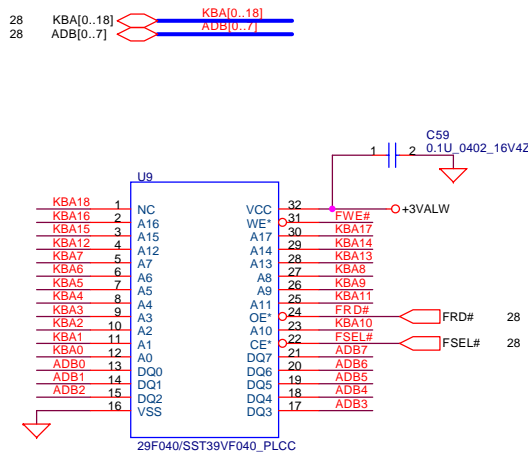 28 KBA[0..18] KBA[0..18]
28 ADB[0..7] ADB[0..7]
C59
1 2 0.1U_0402_16V4Z
U9
KBA18 1 NC VCC 32 +3VALW
KBA16 2 A16 WE* 31 FWE#
KBA15 3 A15 A17 30 KBA17
KBA12 4 A12 A14 29 KBA14
KBA7 5 A7 A13 28 KBA13
KBA6 6 A6 A8 27 KBA8
KBA5 7 A5 A9 26 KBA9
KBA4 8 A4 A11 25 KBA11
KBA3 9 A3 OE* 24 FRD# FRD# 28
KBA2 10 A2 A10 23 KBA10
KBA1 11 A1 CE* 22 FSEL# FSEL# 28
KBA0 12 A0 DQ7 21 ADB7
ADB0 13 DQ0 DQ6 20 ADB6
ADB1 14 DQ1 DQ5 19 ADB5
ADB2 15 DQ2 DQ4 18 ADB4
16 VSS DQ3 17 ADB3
29F040/SST39VF040_PLCC